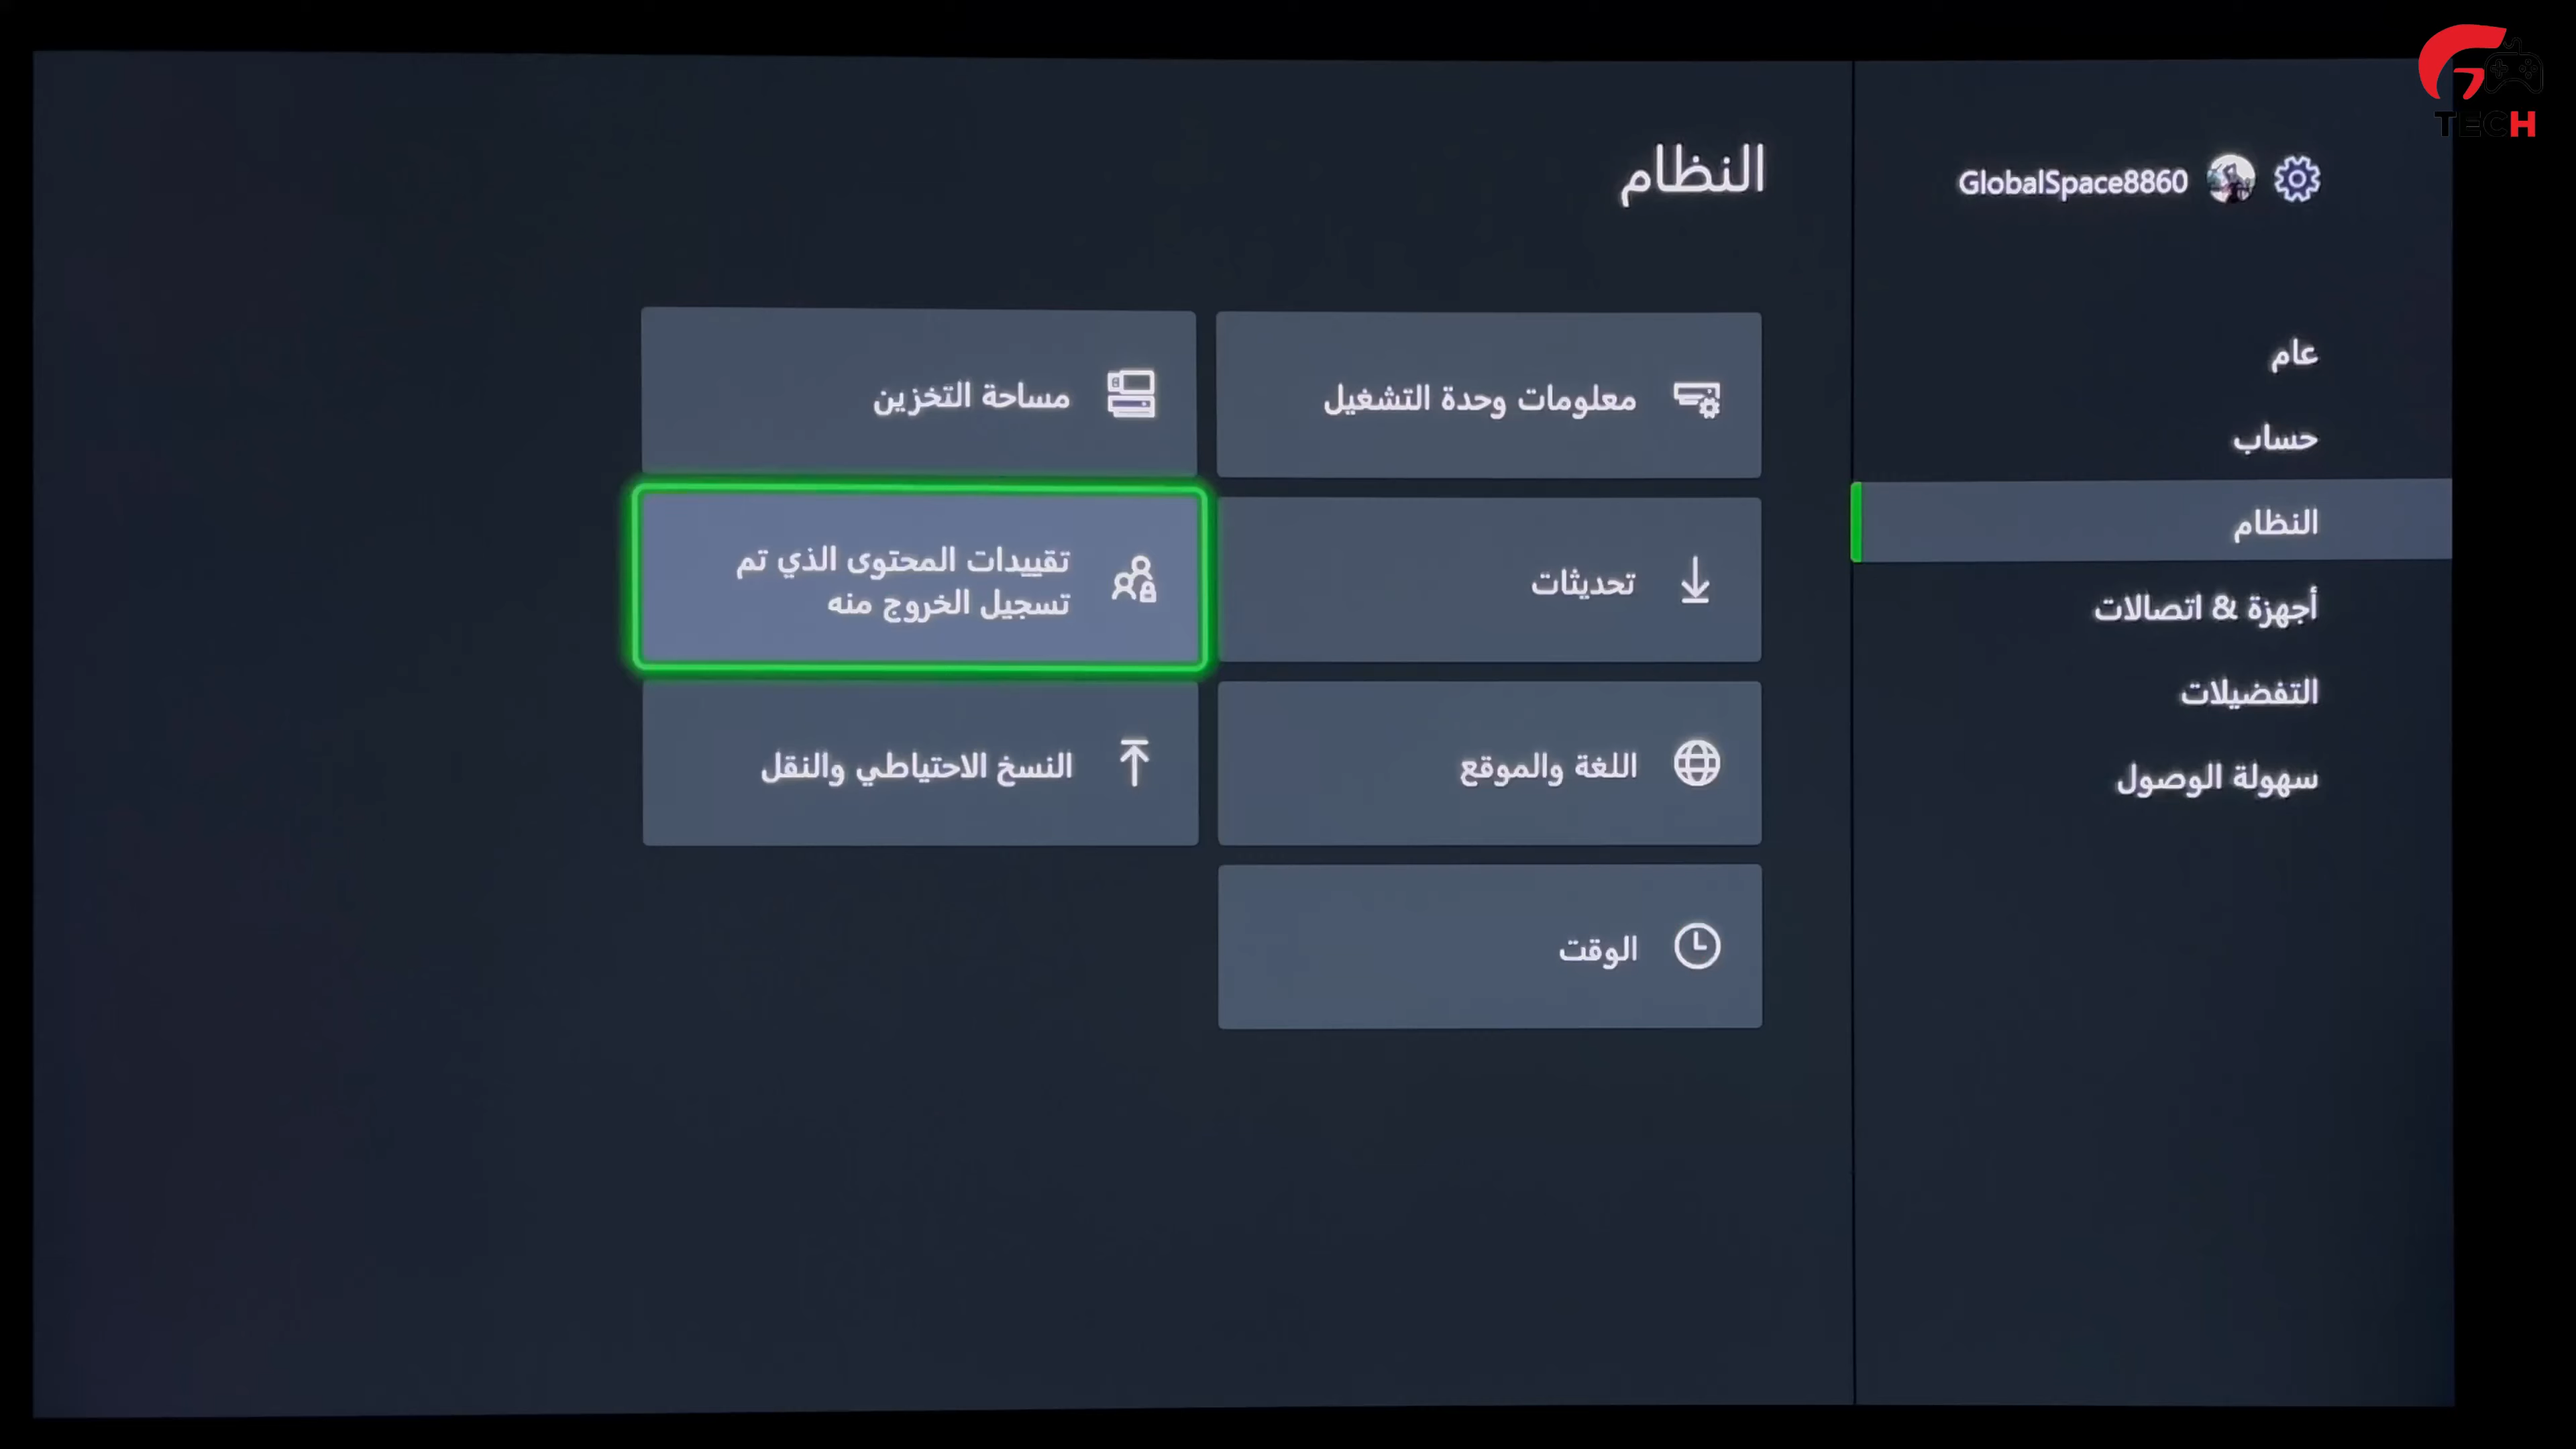 TECH
GlobalSpace8860
عام
حساب
النظام
أجهزة & اتصالات
التفضيلات
سهولة الوصول
النظام
معلومات وحدة التشغيل
مساحة التخزين
تحديثات
تقييدات المحتوى الذي تم
تسجيل الخروج منه
اللغة والموقع
النسخ الاحتياطي والنقل
الوقت